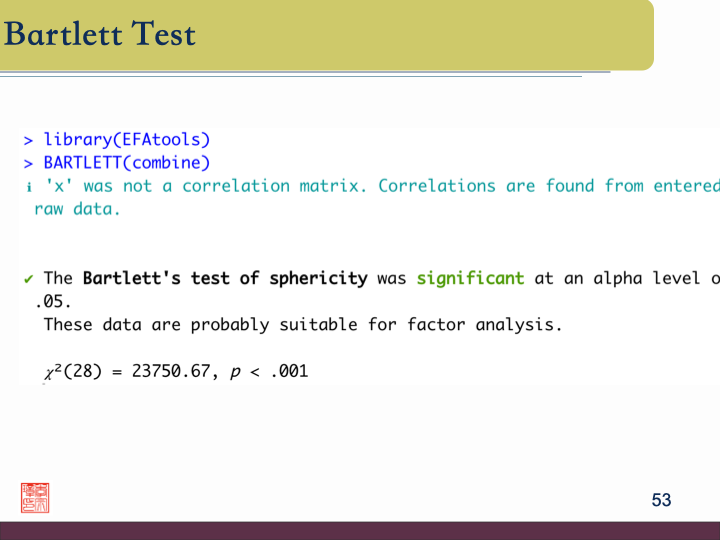 Bartlett Test
> library(EFAtools)
> BARTLETT(combine)
ℹ 'x' was not a correlation matrix. Correlations are found from entered
raw data.
✔ The Bartlett's test of sphericity was significant at an alpha level o
.05.
These data are probably suitable for factor analysis.
𝜒²(28) = 23750.67, p < .001
53